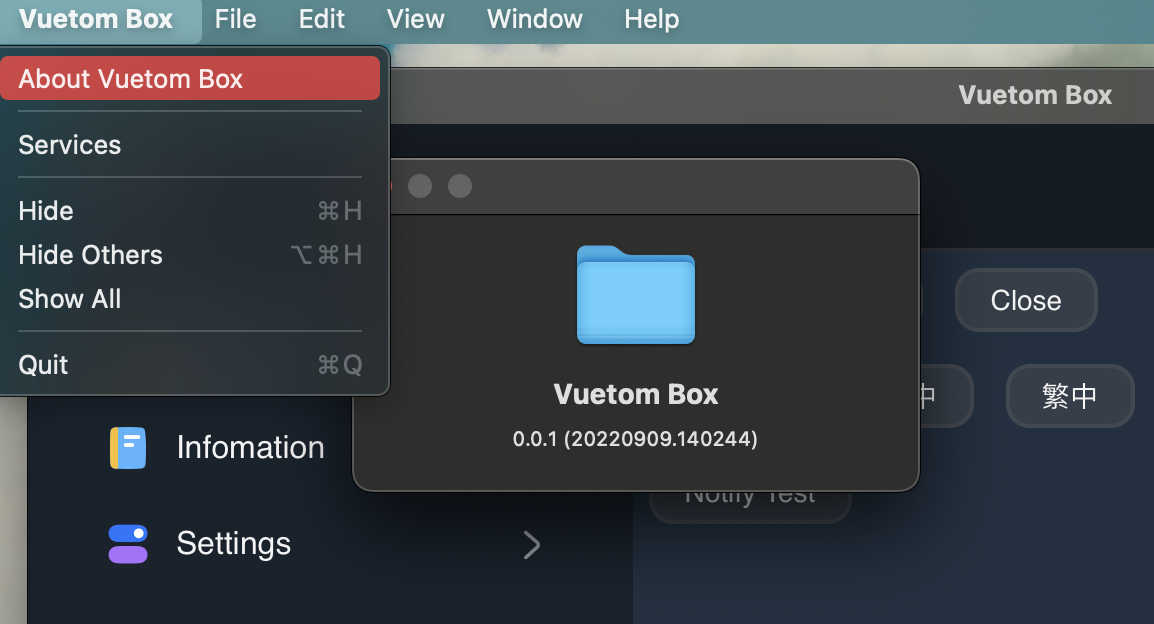 Vuetom Box File Edit View Window Help
About Vuetom Box
Vuetom Box
Services
Hide ⌘H
Hide Others ⌥⌘H
Show All
Quit ⌘Q
Close
Vuetom Box
中
繁中
0.0.1 (20220909.140244)
Infomation
Notify Test
Settings